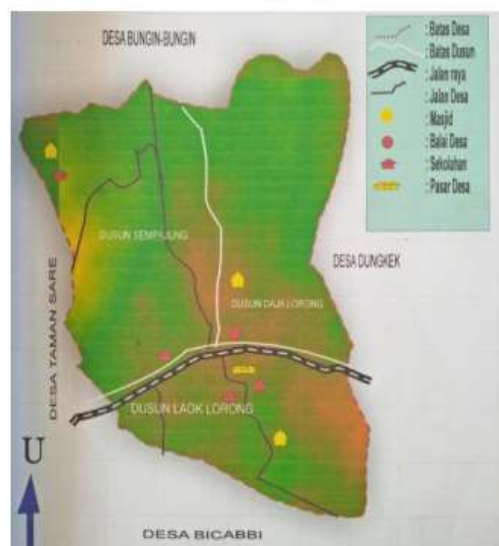 DESA BUNGIN-BUNGIN
: Batas Desa
: Batas Dusun
: Jalan raya
: Jalan Desa
: Masjid
: Balai Desa
: Sekolahan
: Pasar Desa
DUSUN SEMPULUNG
DESA DUNGKEK
DUSUN DAJA LORONG
DESA TAMAN SARE
DUSUN LAOK LORONG
U
DESA BICABBI